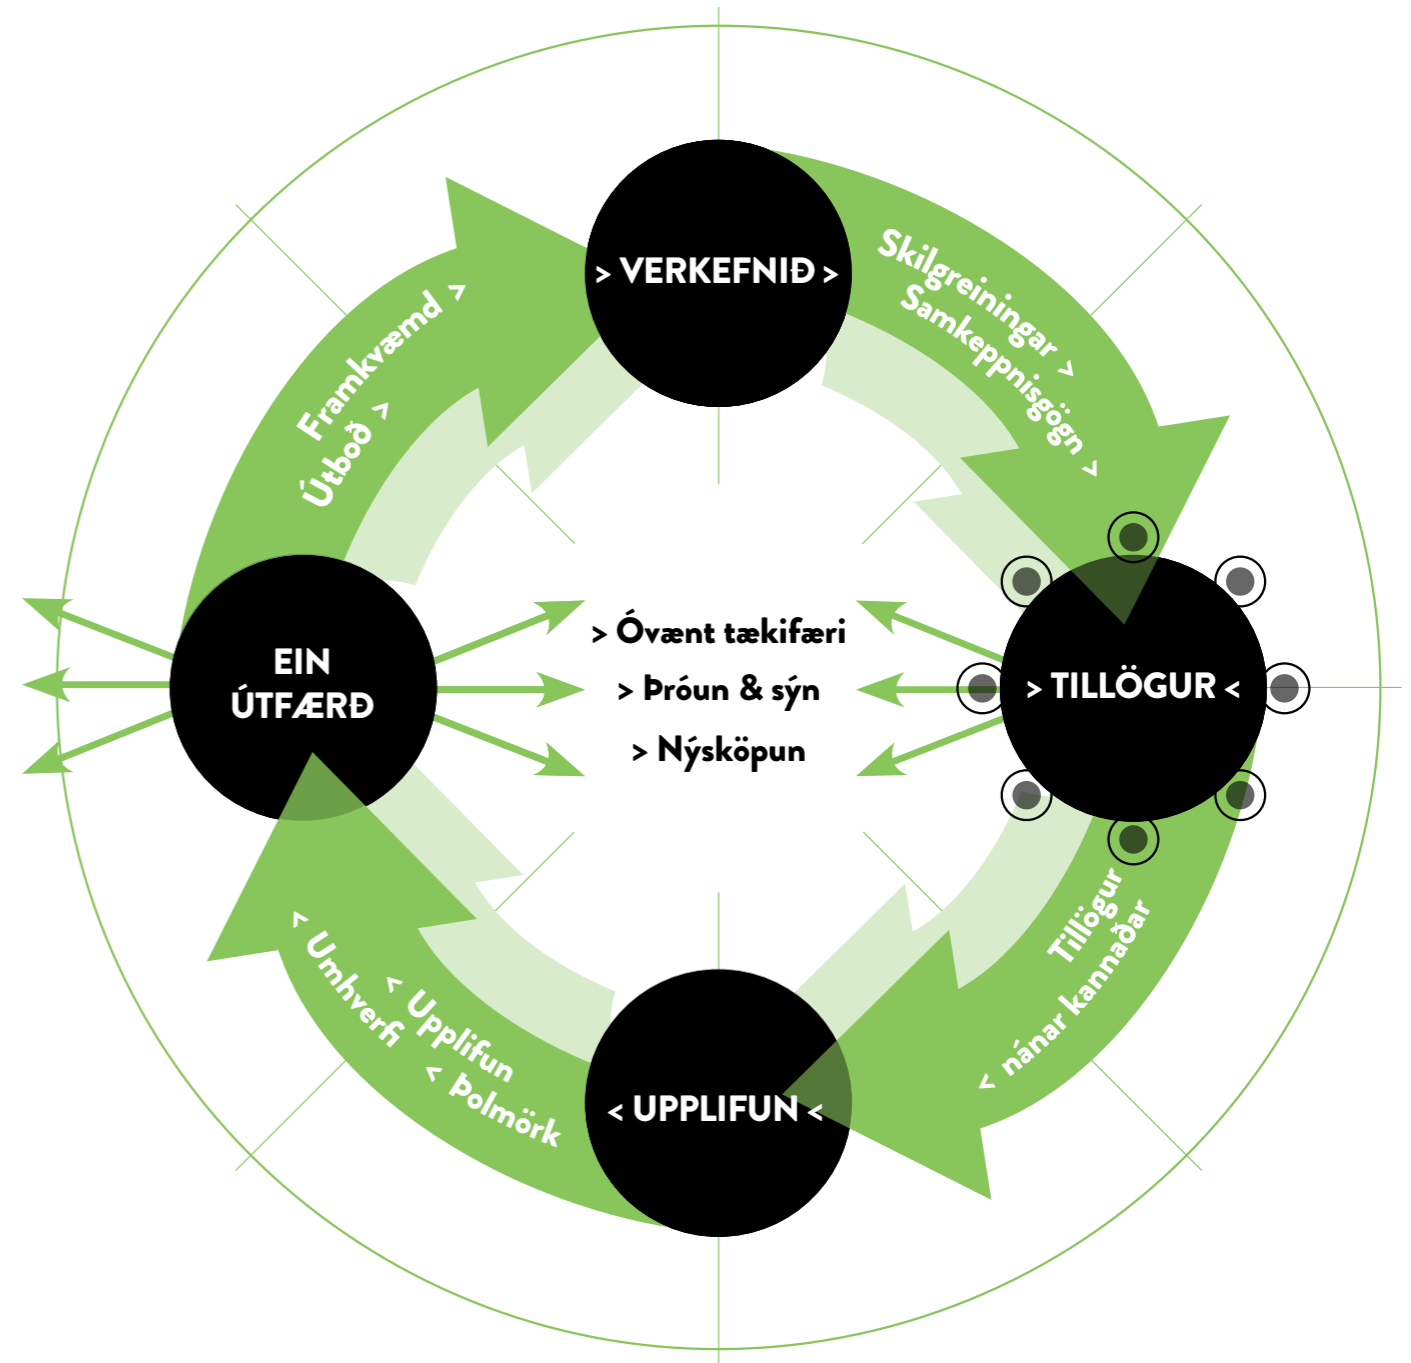 > VERKEFNIÐ >
Skilgreiningar >
Samkeppnisgögn >
> TILLÖGUR <
Tillögur
< nánar kannaðar
< UPPLIFUN <
< Þolmörk
< Upplifun
< Umhverfi
EIN
ÚTFÆRÐ
Útboð >
Framkvæmd >
> Óvænt tækifæri
> Þróun & sýn
> Nýsköpun